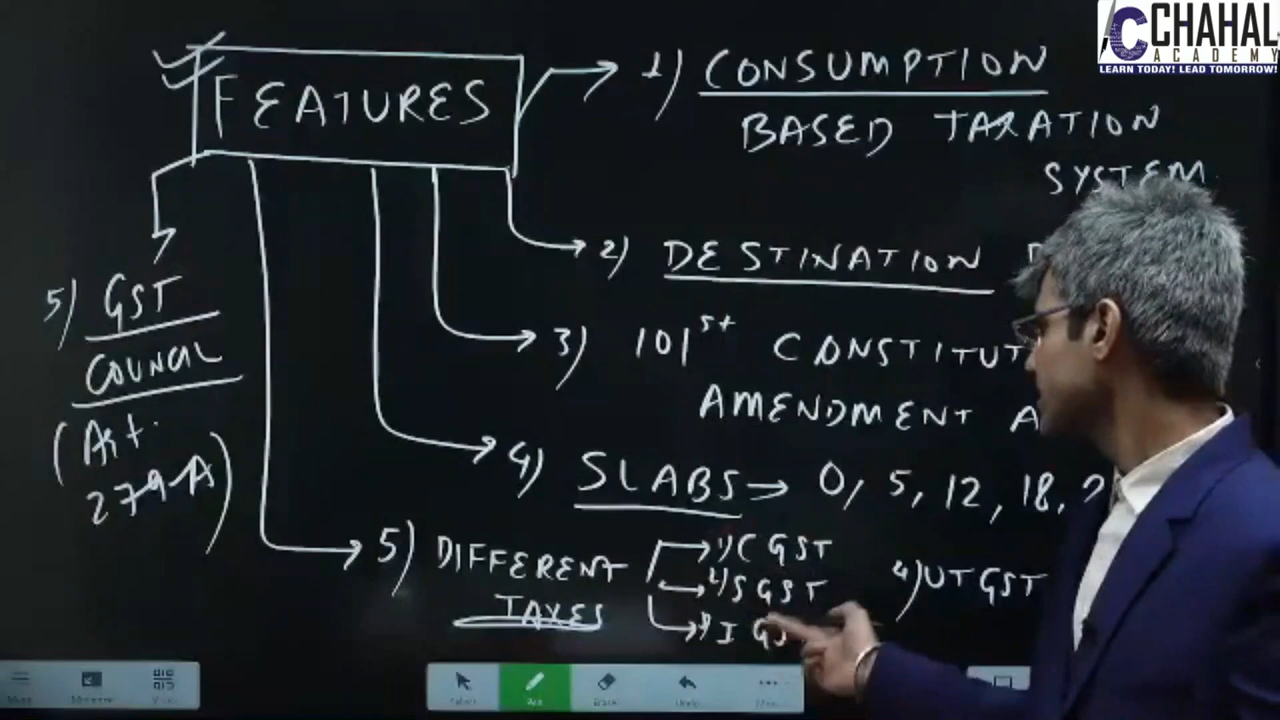 CHAHAL
ACADEMY
LEARN TODAY! LEAD TOMORROW!
FEATURES
1) CONSUMPTION
BASED TAXATION
SYSTEM
2) DESTINATION
3) 101st CONSTITUT
AMENDMENT A
4) SLABS → 0, 5, 12, 18,
5) DIFFERENT
TAXES
1) CGST
2) SGST
3) IGS
4) UTGST
5) GST
COUNCIL
(Art.
279-A)